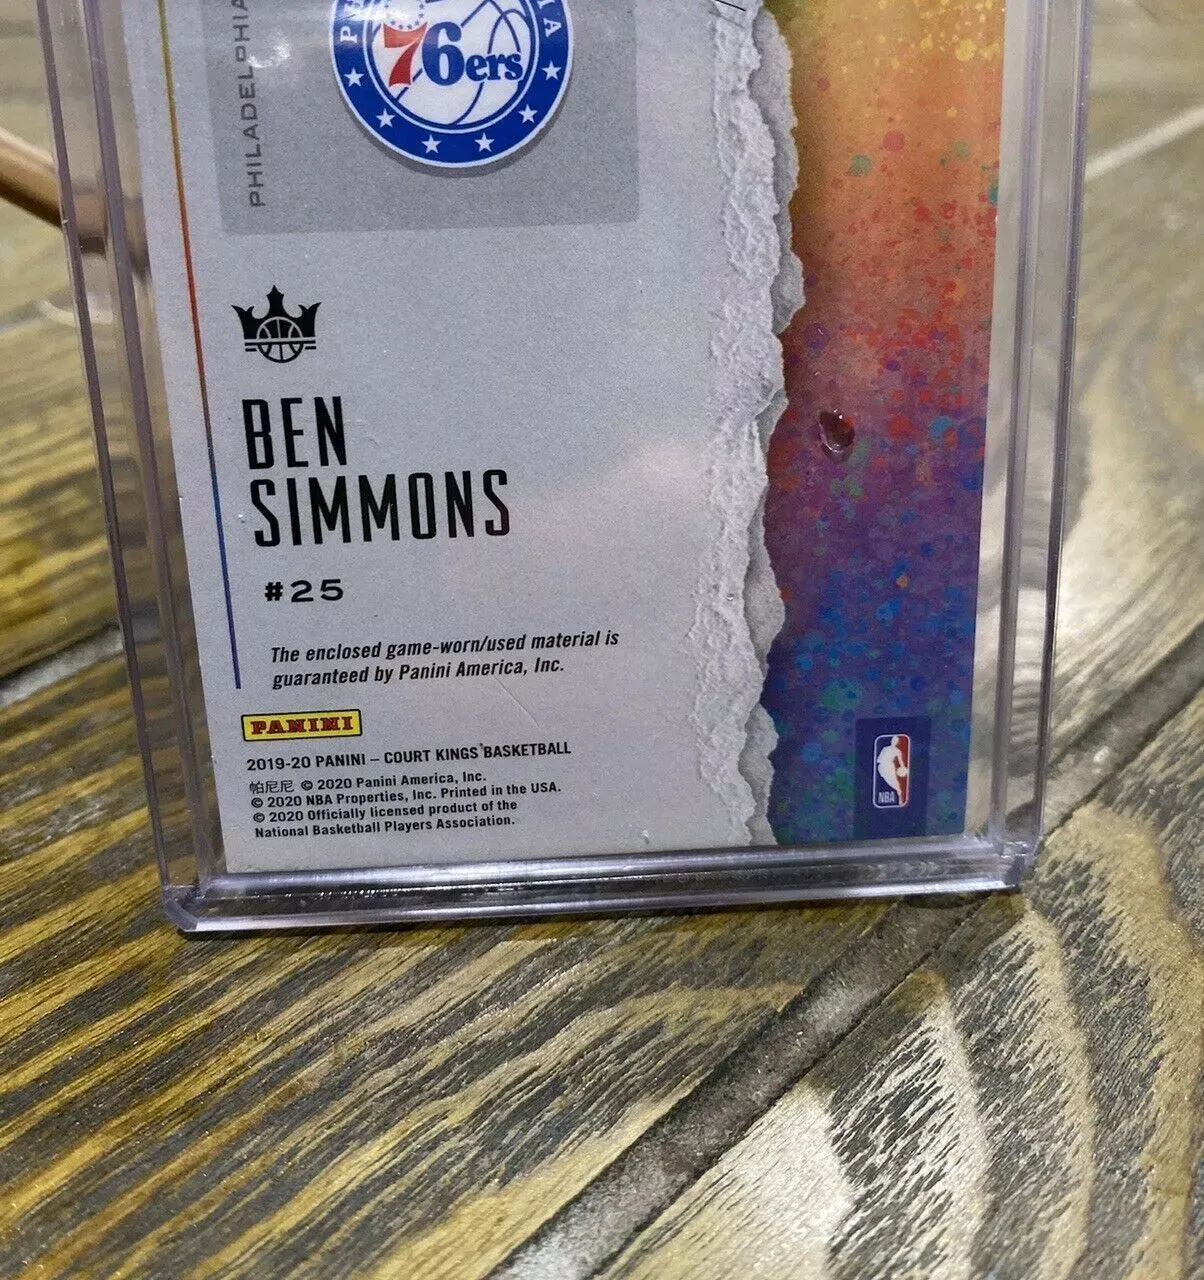 PHILADELPHIA
76ers
BEN
SIMMONS
#25
The enclosed game-worn/used material is
guaranteed by Panini America, Inc.
PANINI
2019-20 PANINI – COURT KINGS® BASKETBALL
帕尼尼 © 2020 Panini America, Inc.
© 2020 NBA Properties, Inc. Printed in the USA.
© 2020 Officially licensed product of the
National Basketball Players Association.
NBA